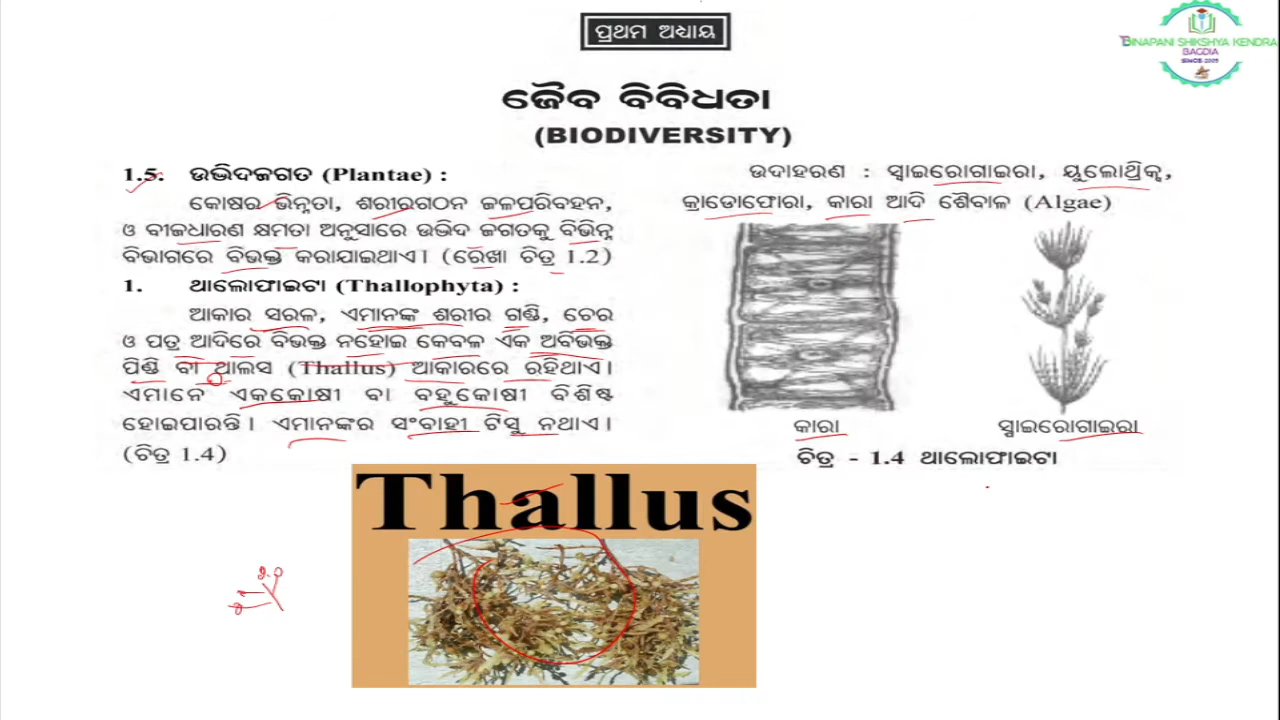 ପ୍ରଥମ ଅଧ୍ୟାୟ
BINAPANI SHIKSHYA KENDRA
BAGDIA
SINCE 2005
ଜୈବ ବିବିଧତା
(BIODIVERSITY)
1.5. ଉଦ୍ଭିଦଜଗତ (Plantae) :
କୋଷର ଭିନ୍ନତା, ଶରୀରଗଠନ ଜଳପରିବହନ,
ଓ ବୀଜଧାରଣ କ୍ଷମତା ଅନୁସାରେ ଉଦ୍ଭିଦ ଜଗତକୁ ବିଭିନ୍ନ
ବିଭାଗରେ ବିଭକ୍ତ କରାଯାଇଥାଏ। (ରେଖା ଚିତ୍ର 1.2)
1. ଥାଲୋଫାଇଟା (Thallophyta) :
ଆକାର ସରଳ, ଏମାନଙ୍କ ଶରୀର ଗଣ୍ଡି, ଚେର
ଓ ପତ୍ର ଆଦିରେ ବିଭକ୍ତ ନହୋଇ କେବଳ ଏକ ଅବିଭକ୍ତ
ପିଣ୍ଡି ବା ଥାଲସ (Thallus) ଆକାରରେ ରହିଥାଏ।
ଏମାନେ ଏକକୋଷୀ ବା ବହୁକୋଷୀ ବିଶିଷ୍ଟ
ହୋଇପାରନ୍ତି। ଏମାନଙ୍କର ସଂବାହୀ ଟିସୁ ନଥାଏ।
(ଚିତ୍ର 1.4)
ଉଦାହରଣ : ସ୍ପାଇରୋଗାଇରା, ୟୁଲୋଥ୍ରିକ୍ସ,
କ୍ଲାଡୋଫୋରା, କାରା ଆଦି ଶୈବାଳ (Algae)
କାରା ସ୍ପାଇରୋଗାଇରା
ଚିତ୍ର - 1.4 ଥାଲୋଫାଇଟା
Thallus